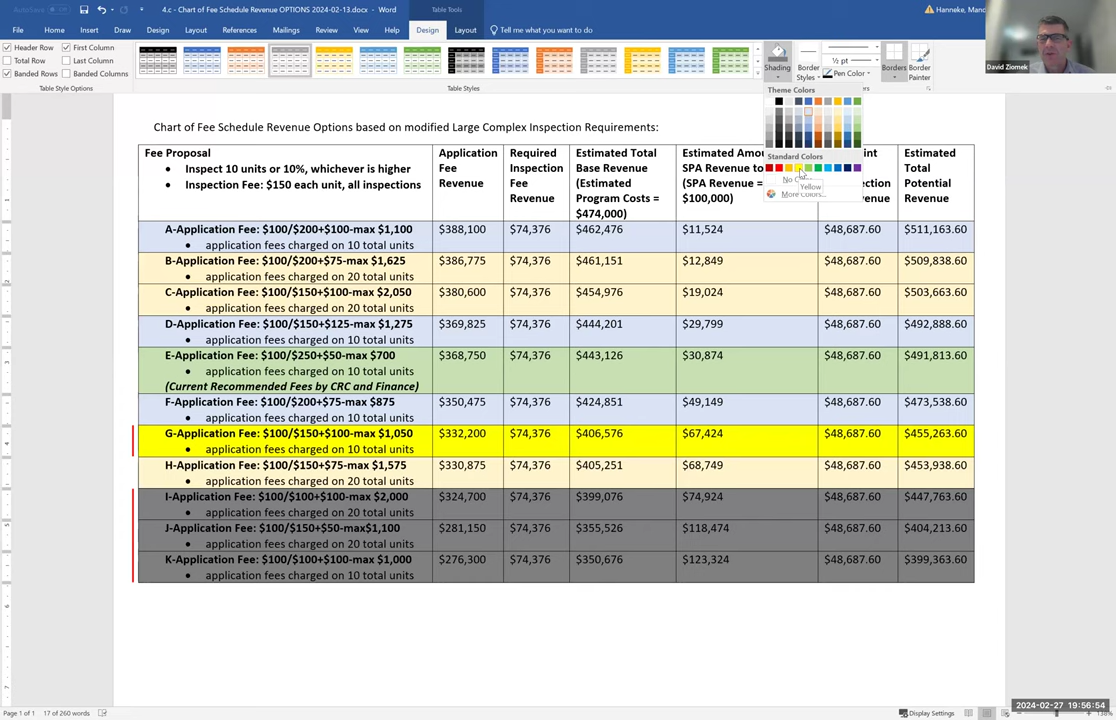 4.c - Chart of Fee Schedule Revenue OPTIONS 2024-02-13.docx - Word
Table Tools
File Home Insert Draw Design Layout References Mailings Review View Help Design Layout Tell me what you want to do
Header Row First Column
Total Row Last Column
Banded Rows Banded Columns
Table Style Options
Table Styles
Shading
Border Styles
½ pt
Pen Color
Borders
Border Painter
David Ziomek
Theme Colors
Standard Colors
Yellow
More Colors...
Chart of Fee Schedule Revenue Options based on modified Large Complex Inspection Requirements:
Fee Proposal
• Inspect 10 units or 10%, whichever is higher
• Inspection Fee: $150 each unit, all inspections
Application Fee Revenue
Required Inspection Fee Revenue
Estimated Total Base Revenue (Estimated Program Costs = $474,000)
SPA Revenue to
(SPA Revenue = $100,000)
Revenue
Estimated Total Potential Revenue
A-Application Fee: $100/$200+$100-max $1,100 $388,100 $74,376 $462,476 $11,524 $48,687.60 $511,163.60
• application fees charged on 10 total units
B-Application Fee: $100/$200+$75-max $1,625 $386,775 $74,376 $461,151 $12,849 $48,687.60 $509,838.60
• application fees charged on 20 total units
C-Application Fee: $100/$150+$100-max $2,050 $380,600 $74,376 $454,976 $19,024 $48,687.60 $503,663.60
• application fees charged on 20 total units
D-Application Fee: $100/$150+$125-max $1,275 $369,825 $74,376 $444,201 $29,799 $48,687.60 $492,888.60
• application fees charged on 10 total units
E-Application Fee: $100/$250+$50-max $700 $368,750 $74,376 $443,126 $30,874 $48,687.60 $491,813.60
• application fees charged on 10 total units
(Current Recommended Fees by CRC and Finance)
F-Application Fee: $100/$200+$75-max $875 $350,475 $74,376 $424,851 $49,149 $48,687.60 $473,538.60
• application fees charged on 10 total units
G-Application Fee: $100/$150+$100-max $1,050 $332,200 $74,376 $406,576 $67,424 $48,687.60 $455,263.60
• application fees charged on 10 total units
H-Application Fee: $100/$150+$75-max $1,575 $330,875 $74,376 $405,251 $68,749 $48,687.60 $453,938.60
• application fees charged on 20 total units
I-Application Fee: $100/$100+$100-max $2,000 $324,700 $74,376 $399,076 $74,924 $48,687.60 $447,763.60
• application fees charged on 20 total units
J-Application Fee: $100/$150+$50-max$1,100 $281,150 $74,376 $355,526 $118,474 $48,687.60 $404,213.60
• application fees charged on 20 total units
K-Application Fee: $100/$100+$100-max $1,000 $276,300 $74,376 $350,676 $123,324 $48,687.60 $399,363.60
• application fees charged on 10 total units
2024-02-27 19:56:54
Page 1 of 1 17 of 260 words Display Settings